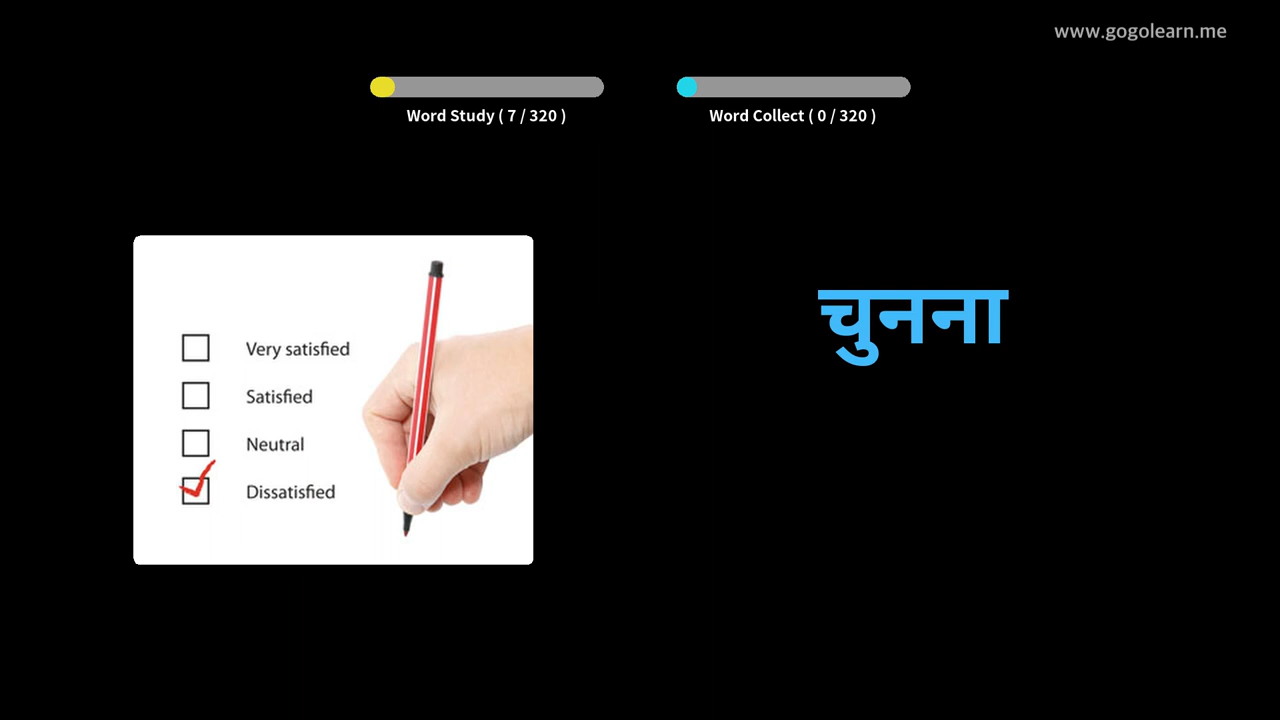 www.gogolearn.me
Word Study ( 7 / 320 )
Word Collect ( 0 / 320 )
Very satisfied
Satisfied
Neutral
Dissatisfied
चुनना